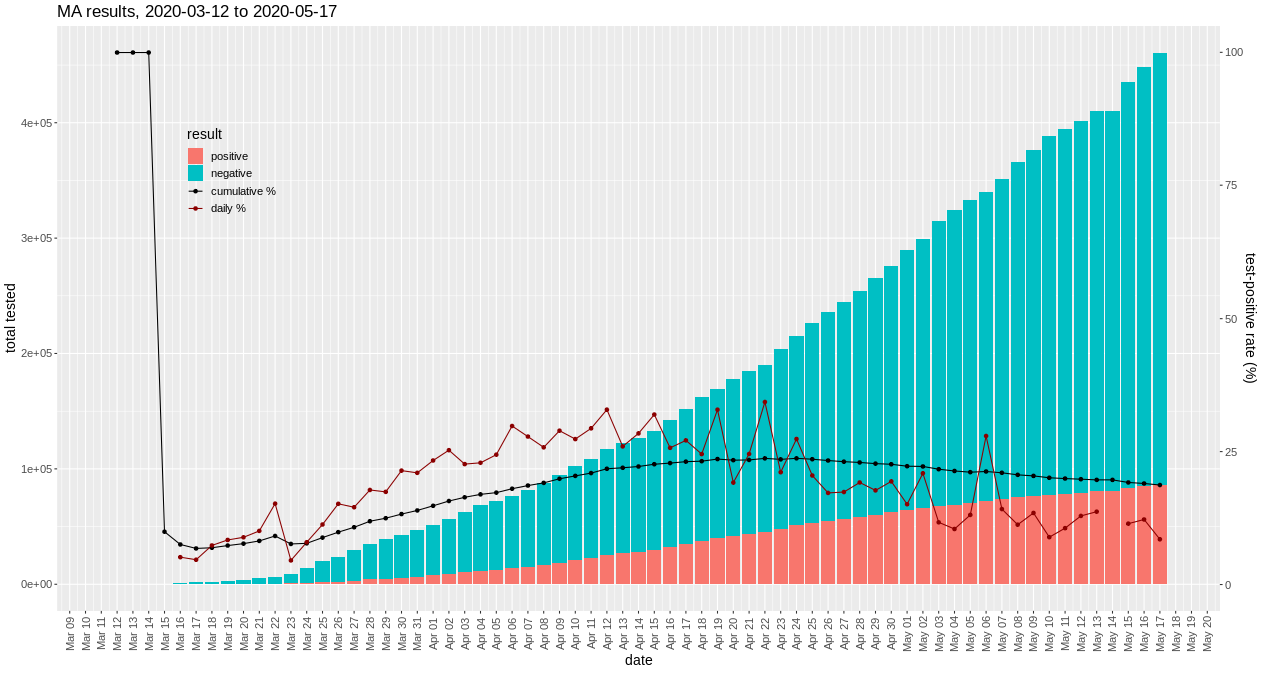 MA results, 2020-03-12 to 2020-05-17
result
positive
negative
cumulative %
daily %
total tested
4e+05
3e+05
2e+05
1e+05
0e+00
100
75
50
25
0
test-positive rate (%)
Mar 09
Mar 10
Mar 11
Mar 12
Mar 13
Mar 14
Mar 15
Mar 16
Mar 17
Mar 18
Mar 19
Mar 20
Mar 21
Mar 22
Mar 23
Mar 24
Mar 25
Mar 26
Mar 27
Mar 28
Mar 29
Mar 30
Mar 31
Apr 01
Apr 02
Apr 03
Apr 04
Apr 05
Apr 06
Apr 07
Apr 08
Apr 09
Apr 10
Apr 11
Apr 12
Apr 13
Apr 14
Apr 15
Apr 16
Apr 17
Apr 18
Apr 19
Apr 20
Apr 21
Apr 22
Apr 23
Apr 24
Apr 25
Apr 26
Apr 27
Apr 28
Apr 29
Apr 30
May 01
May 02
May 03
May 04
May 05
May 06
May 07
May 08
May 09
May 10
May 11
May 12
May 13
May 14
May 15
May 16
May 17
May 18
May 19
May 20
date